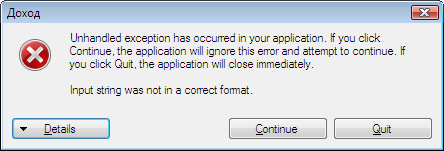 Доход
Unhandled exception has occurred in your application. If you click
Continue, the application will ignore this error and attempt to continue. If
you click Quit, the application will close immediately.
Input string was not in a correct format.
Details
Continue
Quit